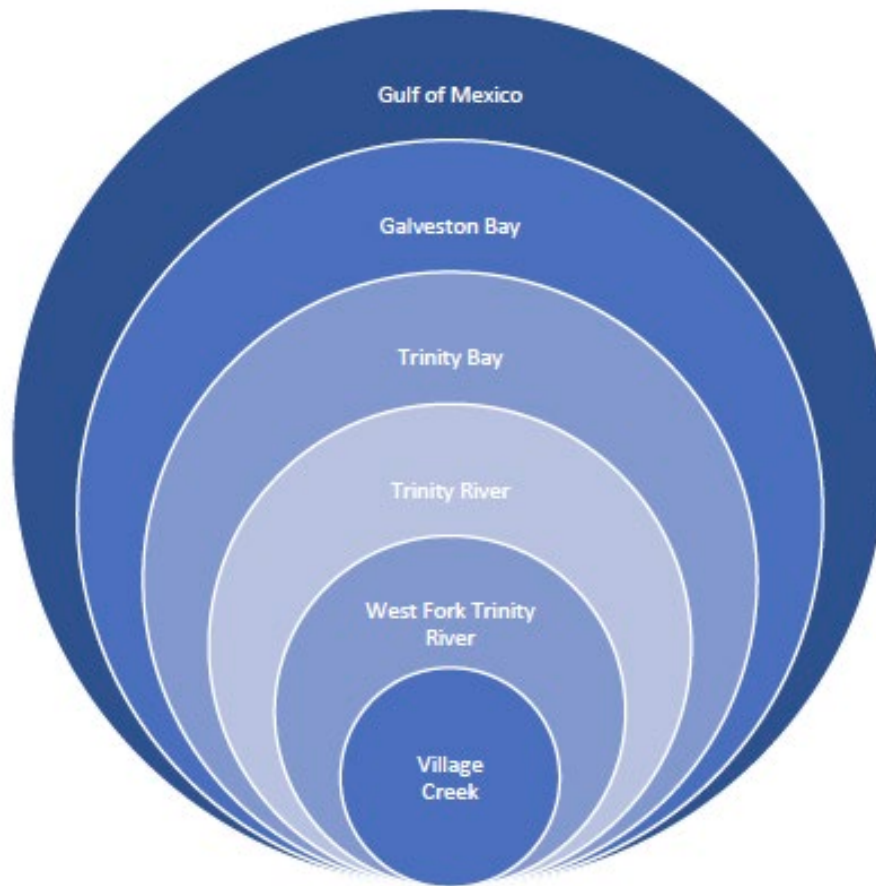 Gulf of Mexico
Galveston Bay
Trinity Bay
Trinity River
West Fork Trinity
River
Village
Creek